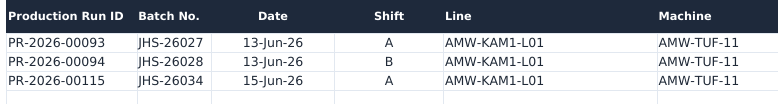 Production Run ID Batch No. Date Shift Line Machine
PR-2026-00093 JHS-26027 13-Jun-26 A AMW-KAM1-L01 AMW-TUF-11
PR-2026-00094 JHS-26028 13-Jun-26 B AMW-KAM1-L01 AMW-TUF-11
PR-2026-00115 JHS-26034 15-Jun-26 A AMW-KAM1-L01 AMW-TUF-11